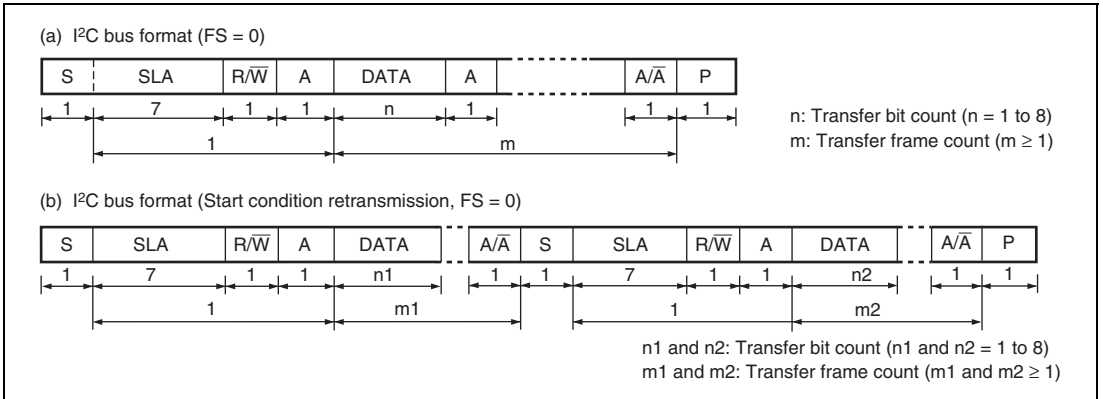 (a) I²C bus format (FS = 0)
S SLA R/W̅ A DATA A A/A̅ P
1 7 1 1 n 1 1 1
1 m
n: Transfer bit count (n = 1 to 8)
m: Transfer frame count (m ≥ 1)
(b) I²C bus format (Start condition retransmission, FS = 0)
S SLA R/W̅ A DATA A/A̅ S SLA R/W̅ A DATA A/A̅ P
1 7 1 1 n1 1 1 7 1 1 n2 1 1
1 m1 1 m2
n1 and n2: Transfer bit count (n1 and n2 = 1 to 8)
m1 and m2: Transfer frame count (m1 and m2 ≥ 1)